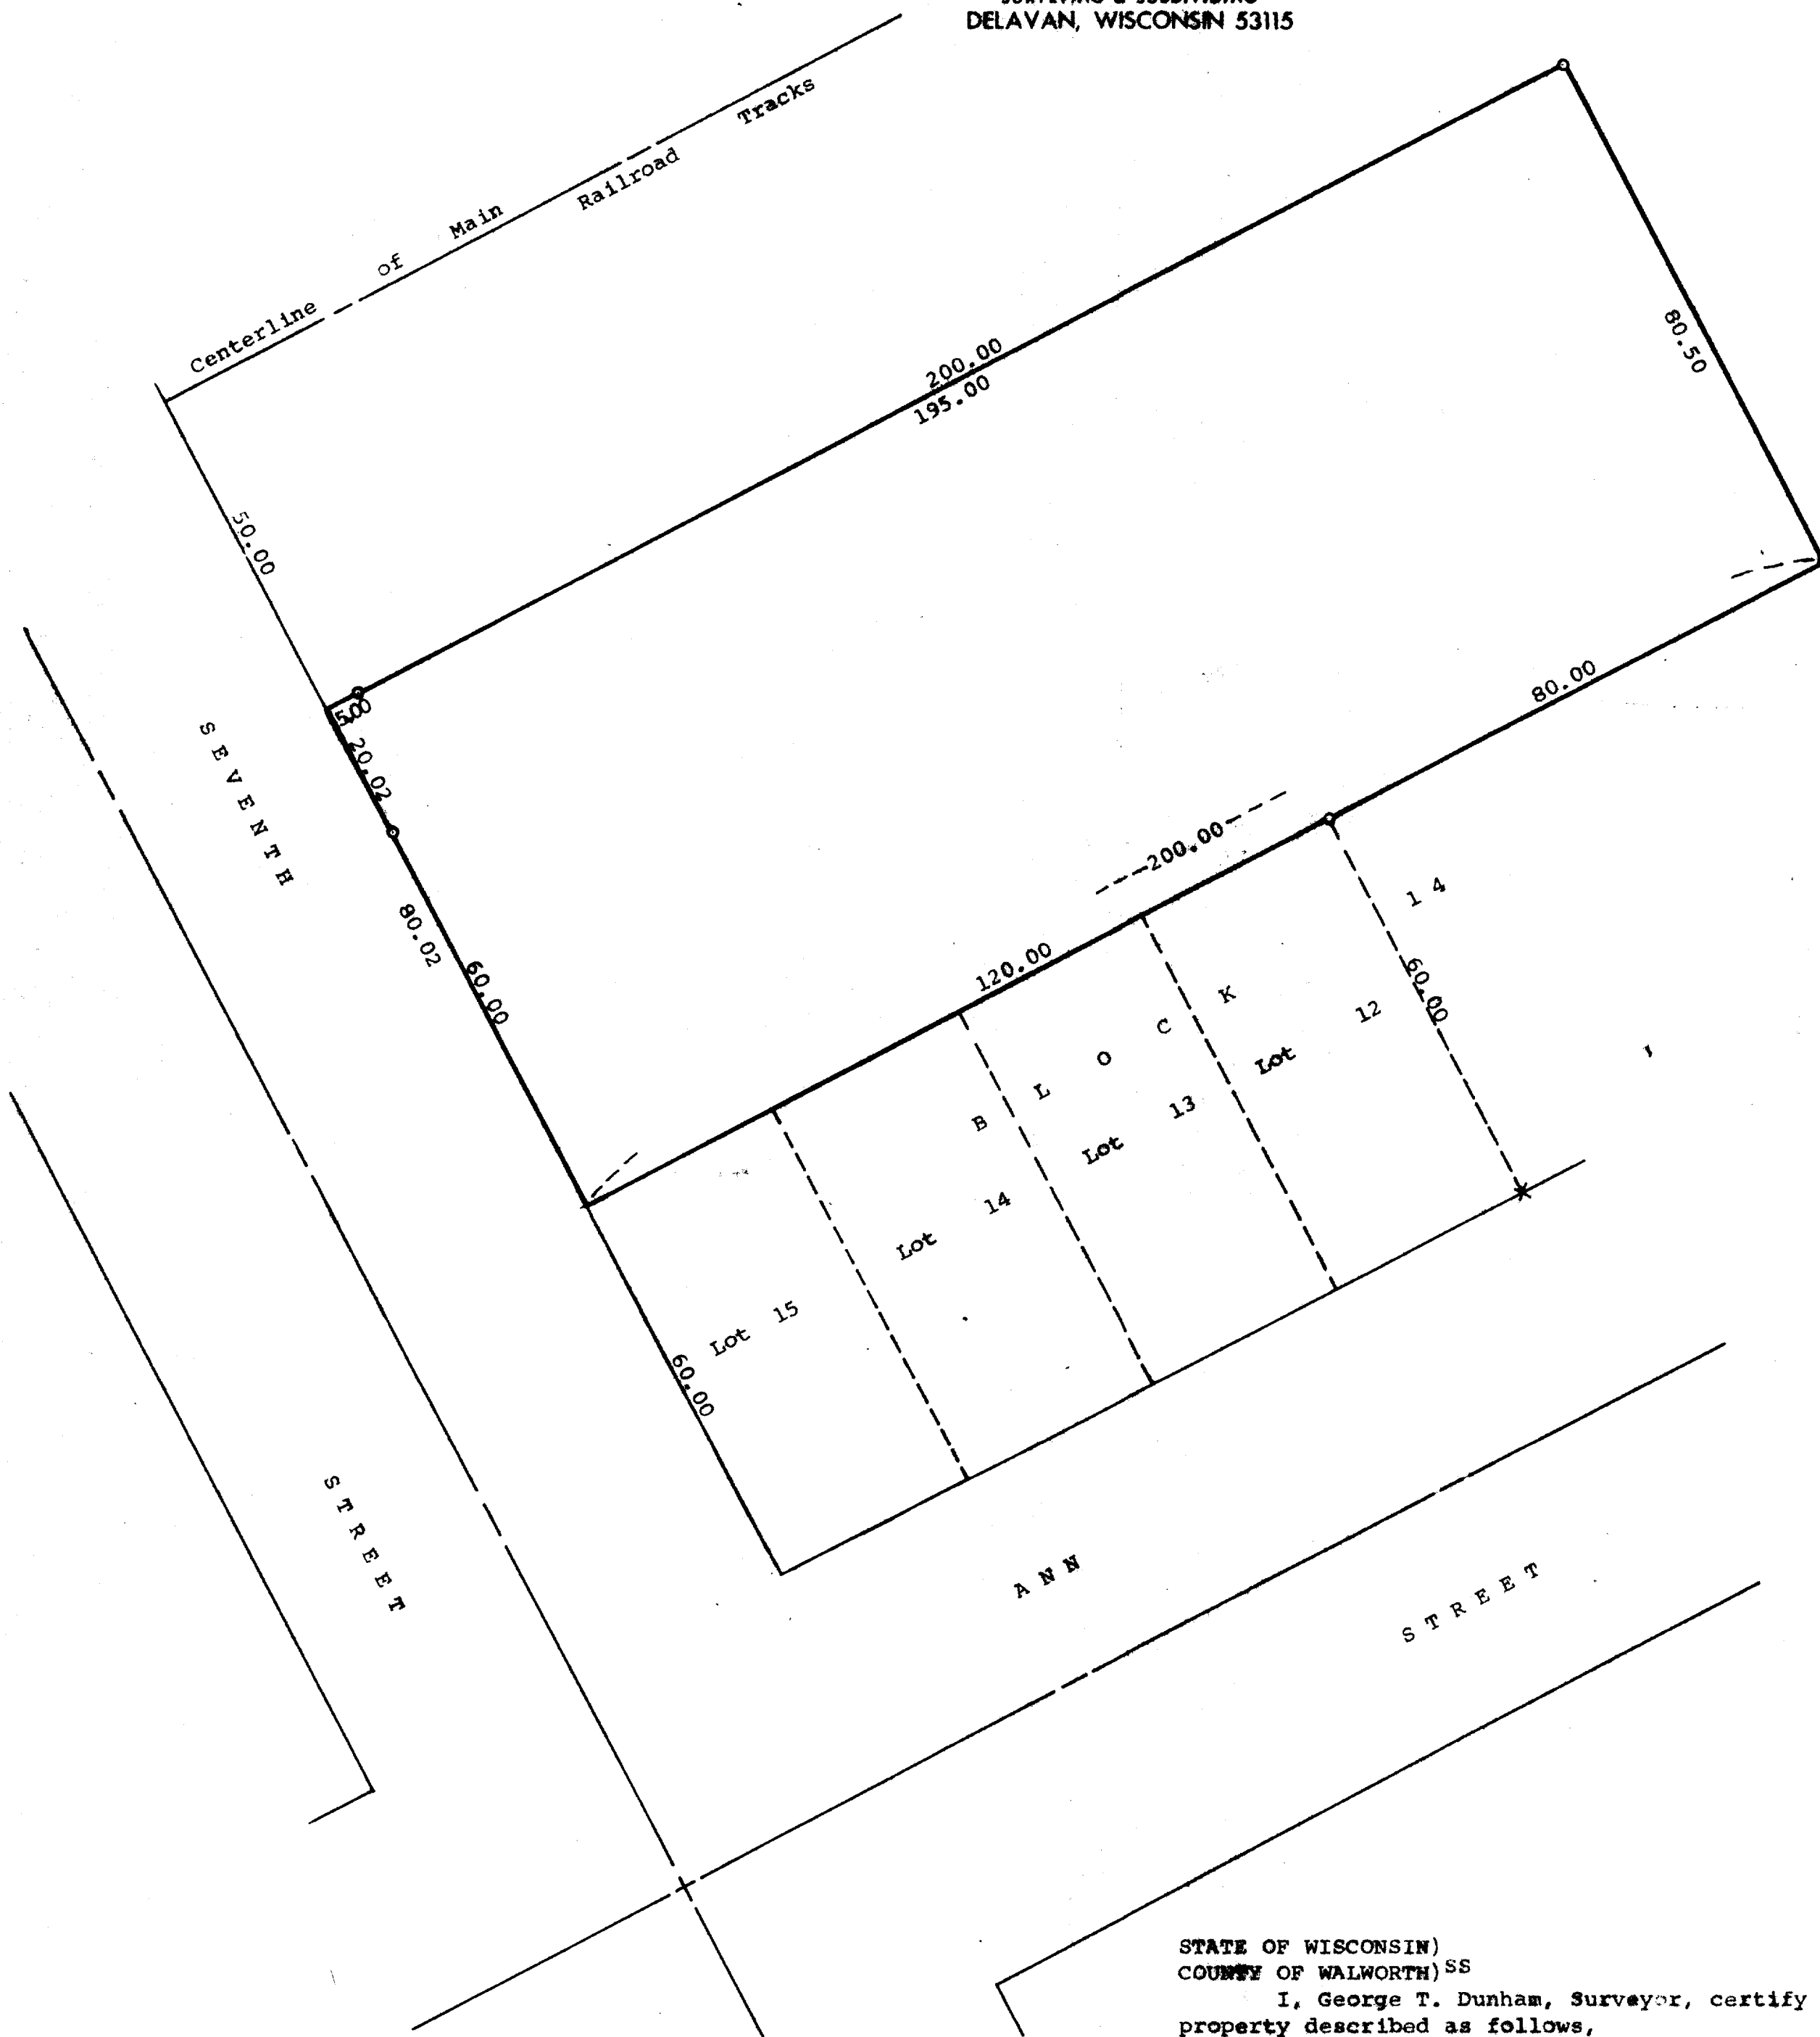 SURVEYING & SUBDIVIDING
DELAVAN, WISCONSIN 53115
Centerline of Main Railroad Tracks
200.00
195.00
80.50
50.00
5.00
20.02
80.02
60.00
SEVENTH
STREET
80.00
200.00
120.00
BLOCK 14
60.00
Lot 12
Lot 13
Lot 14
Lot 15
60.00
ANN STREET
STATE OF WISCONSIN)
COUNTY OF WALWORTH)SS
I, George T. Dunham, Surveyor, certify
property described as follows,